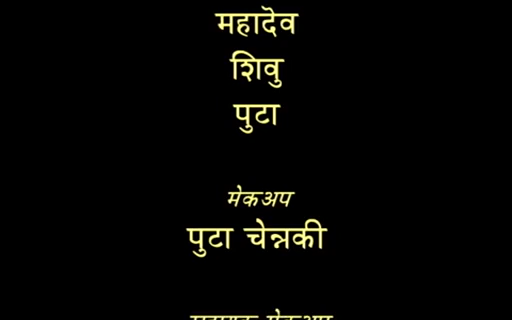 महादेव
शिवु
पुटा
मेकअप
पुटा चेन्नकी